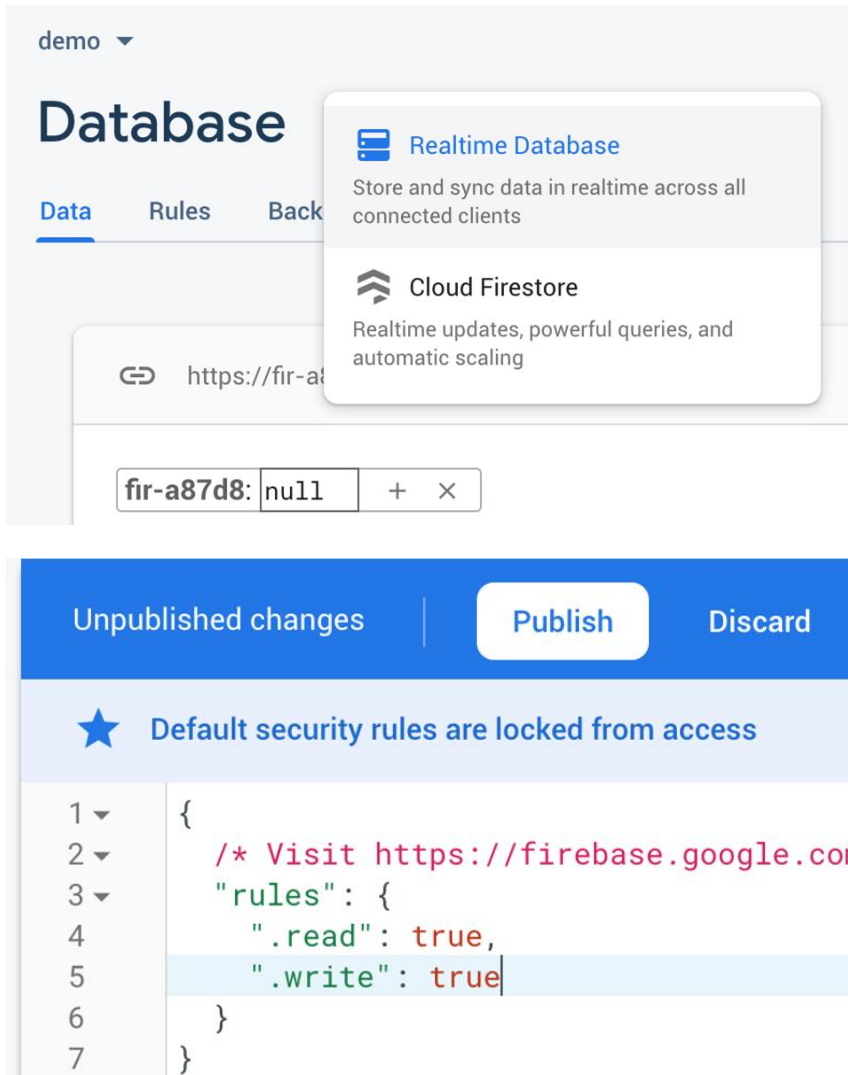 demo
Database
Realtime Database
Store and sync data in realtime across all
connected clients
Data Rules Back
Cloud Firestore
Realtime updates, powerful queries, and
automatic scaling
https://fir-a8
fir-a87d8: null + ×
Unpublished changes Publish Discard
Default security rules are locked from access
1 {
2 /* Visit https://firebase.google.com
3 "rules": {
4 ".read": true,
5 ".write": true
6 }
7 }